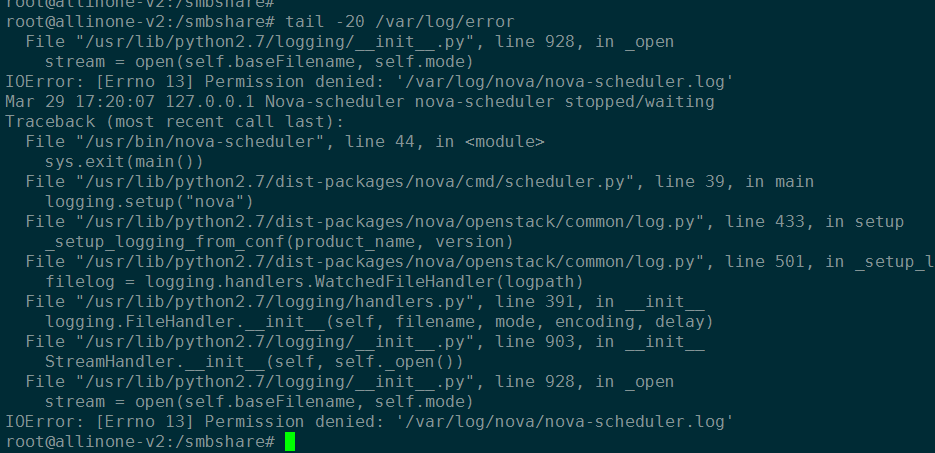 root@allinone-v2:/smbshare#
root@allinone-v2:/smbshare# tail -20 /var/log/error
  File "/usr/lib/python2.7/logging/__init__.py", line 928, in _open
    stream = open(self.baseFilename, self.mode)
IOError: [Errno 13] Permission denied: '/var/log/nova/nova-scheduler.log'
Mar 29 17:20:07 127.0.0.1 Nova-scheduler nova-scheduler stopped/waiting
Traceback (most recent call last):
  File "/usr/bin/nova-scheduler", line 44, in <module>
    sys.exit(main())
  File "/usr/lib/python2.7/dist-packages/nova/cmd/scheduler.py", line 39, in main
    logging.setup("nova")
  File "/usr/lib/python2.7/dist-packages/nova/openstack/common/log.py", line 433, in setup
    _setup_logging_from_conf(product_name, version)
  File "/usr/lib/python2.7/dist-packages/nova/openstack/common/log.py", line 501, in _setup_l
    filelog = logging.handlers.WatchedFileHandler(logpath)
  File "/usr/lib/python2.7/logging/handlers.py", line 391, in __init__
    logging.FileHandler.__init__(self, filename, mode, encoding, delay)
  File "/usr/lib/python2.7/logging/__init__.py", line 903, in __init__
    StreamHandler.__init__(self, self._open())
  File "/usr/lib/python2.7/logging/__init__.py", line 928, in _open
    stream = open(self.baseFilename, self.mode)
IOError: [Errno 13] Permission denied: '/var/log/nova/nova-scheduler.log'
root@allinone-v2:/smbshare#